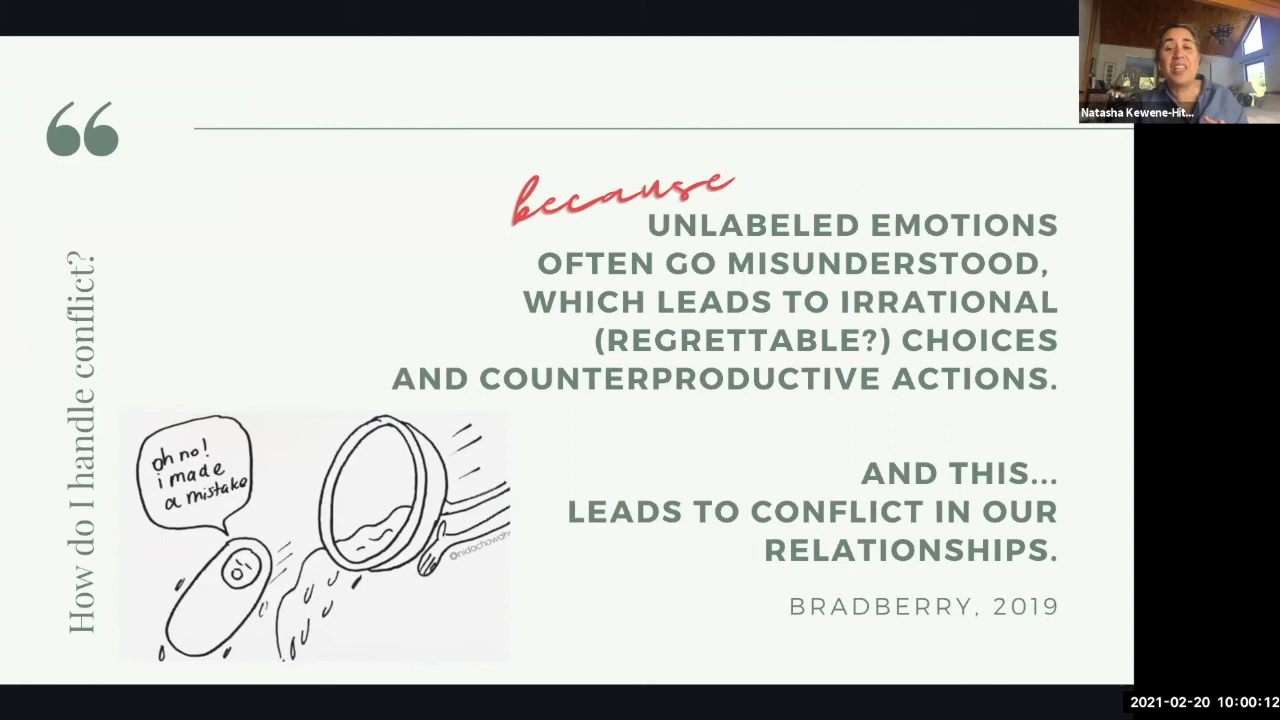 Natasha Kewene-Hit...
“
because
UNLABELED EMOTIONS
OFTEN GO MISUNDERSTOOD,
WHICH LEADS TO IRRATIONAL
(REGRETTABLE?) CHOICES
AND COUNTERPRODUCTIVE ACTIONS.
How do I handle conflict?
oh no!
i made
a mistake
AND THIS...
LEADS TO CONFLICT IN OUR
RELATIONSHIPS.
BRADBERRY, 2019
2021-02-20 10:00:12